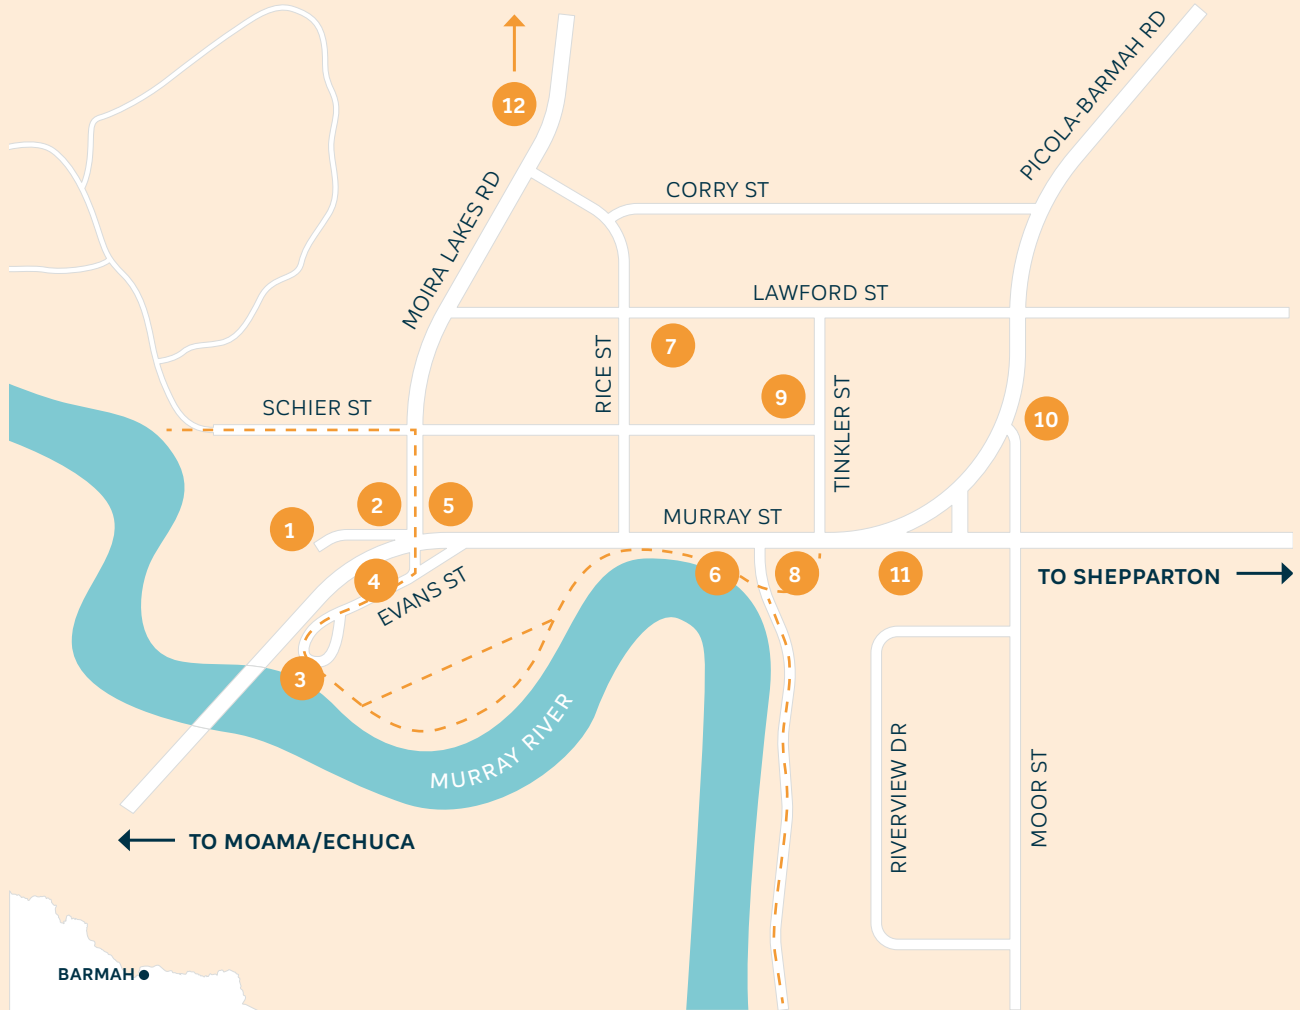 12
PICOLA-BARMAH RD
CORRY ST
MOIRA LAKES RD
LAWFORD ST
7
RICE ST
9
TINKLER ST
SCHIER ST
10
2
5
1
MURRAY ST
4
EVANS ST
6
8
11
TO SHEPPARTON
3
MURRAY RIVER
RIVERVIEW DR
MOOR ST
TO MOAMA/ECHUCA
BARMAH